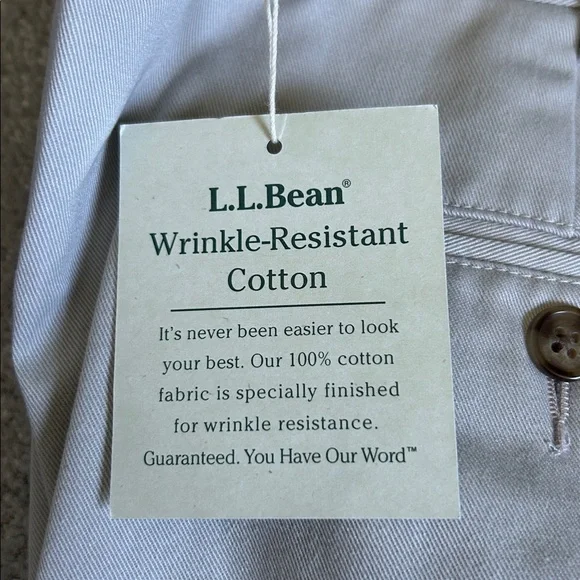 L.L.Bean®
Wrinkle-Resistant
Cotton
It's never been easier to look
your best. Our 100% cotton
fabric is specially finished
for wrinkle resistance.
Guaranteed. You Have Our Word™